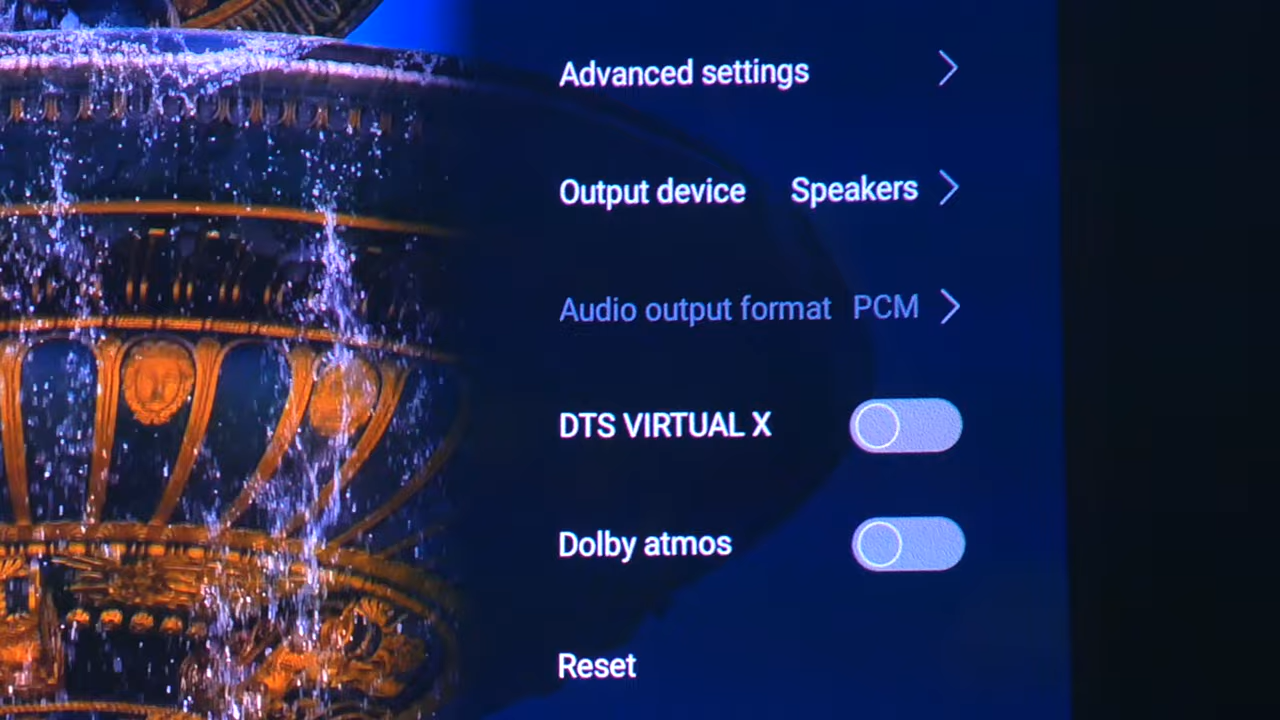 Advanced settings
Output device Speakers
Audio output format PCM
DTS VIRTUAL X
Dolby atmos
Reset